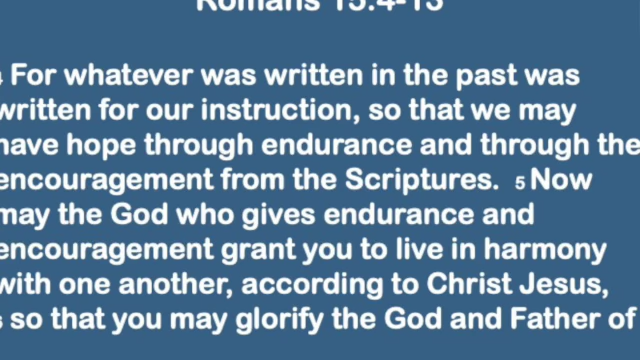 Romans 15:4-13
4 For whatever was written in the past was
written for our instruction, so that we may
have hope through endurance and through the
encouragement from the Scriptures. 5 Now
may the God who gives endurance and
encouragement grant you to live in harmony
with one another, according to Christ Jesus,
6 so that you may glorify the God and Father of